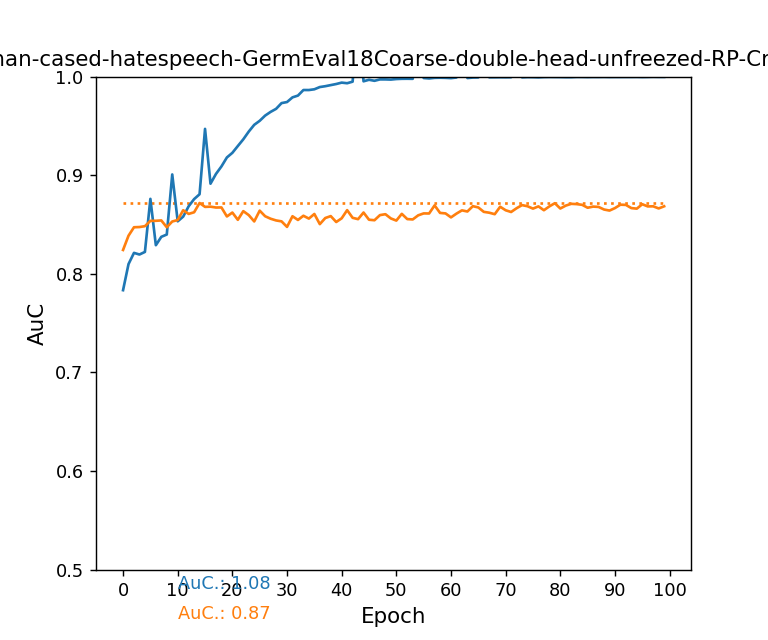 nan-cased-hatespeech-GermEval18Coarse-double-head-unfreezed-RP-Cr
1.0
0.9
0.8
0.7
0.6
0.5
AuC
0 10 20 30 40 50 60 70 80 90 100
AuC.: 1.08
AuC.: 0.87
Epoch